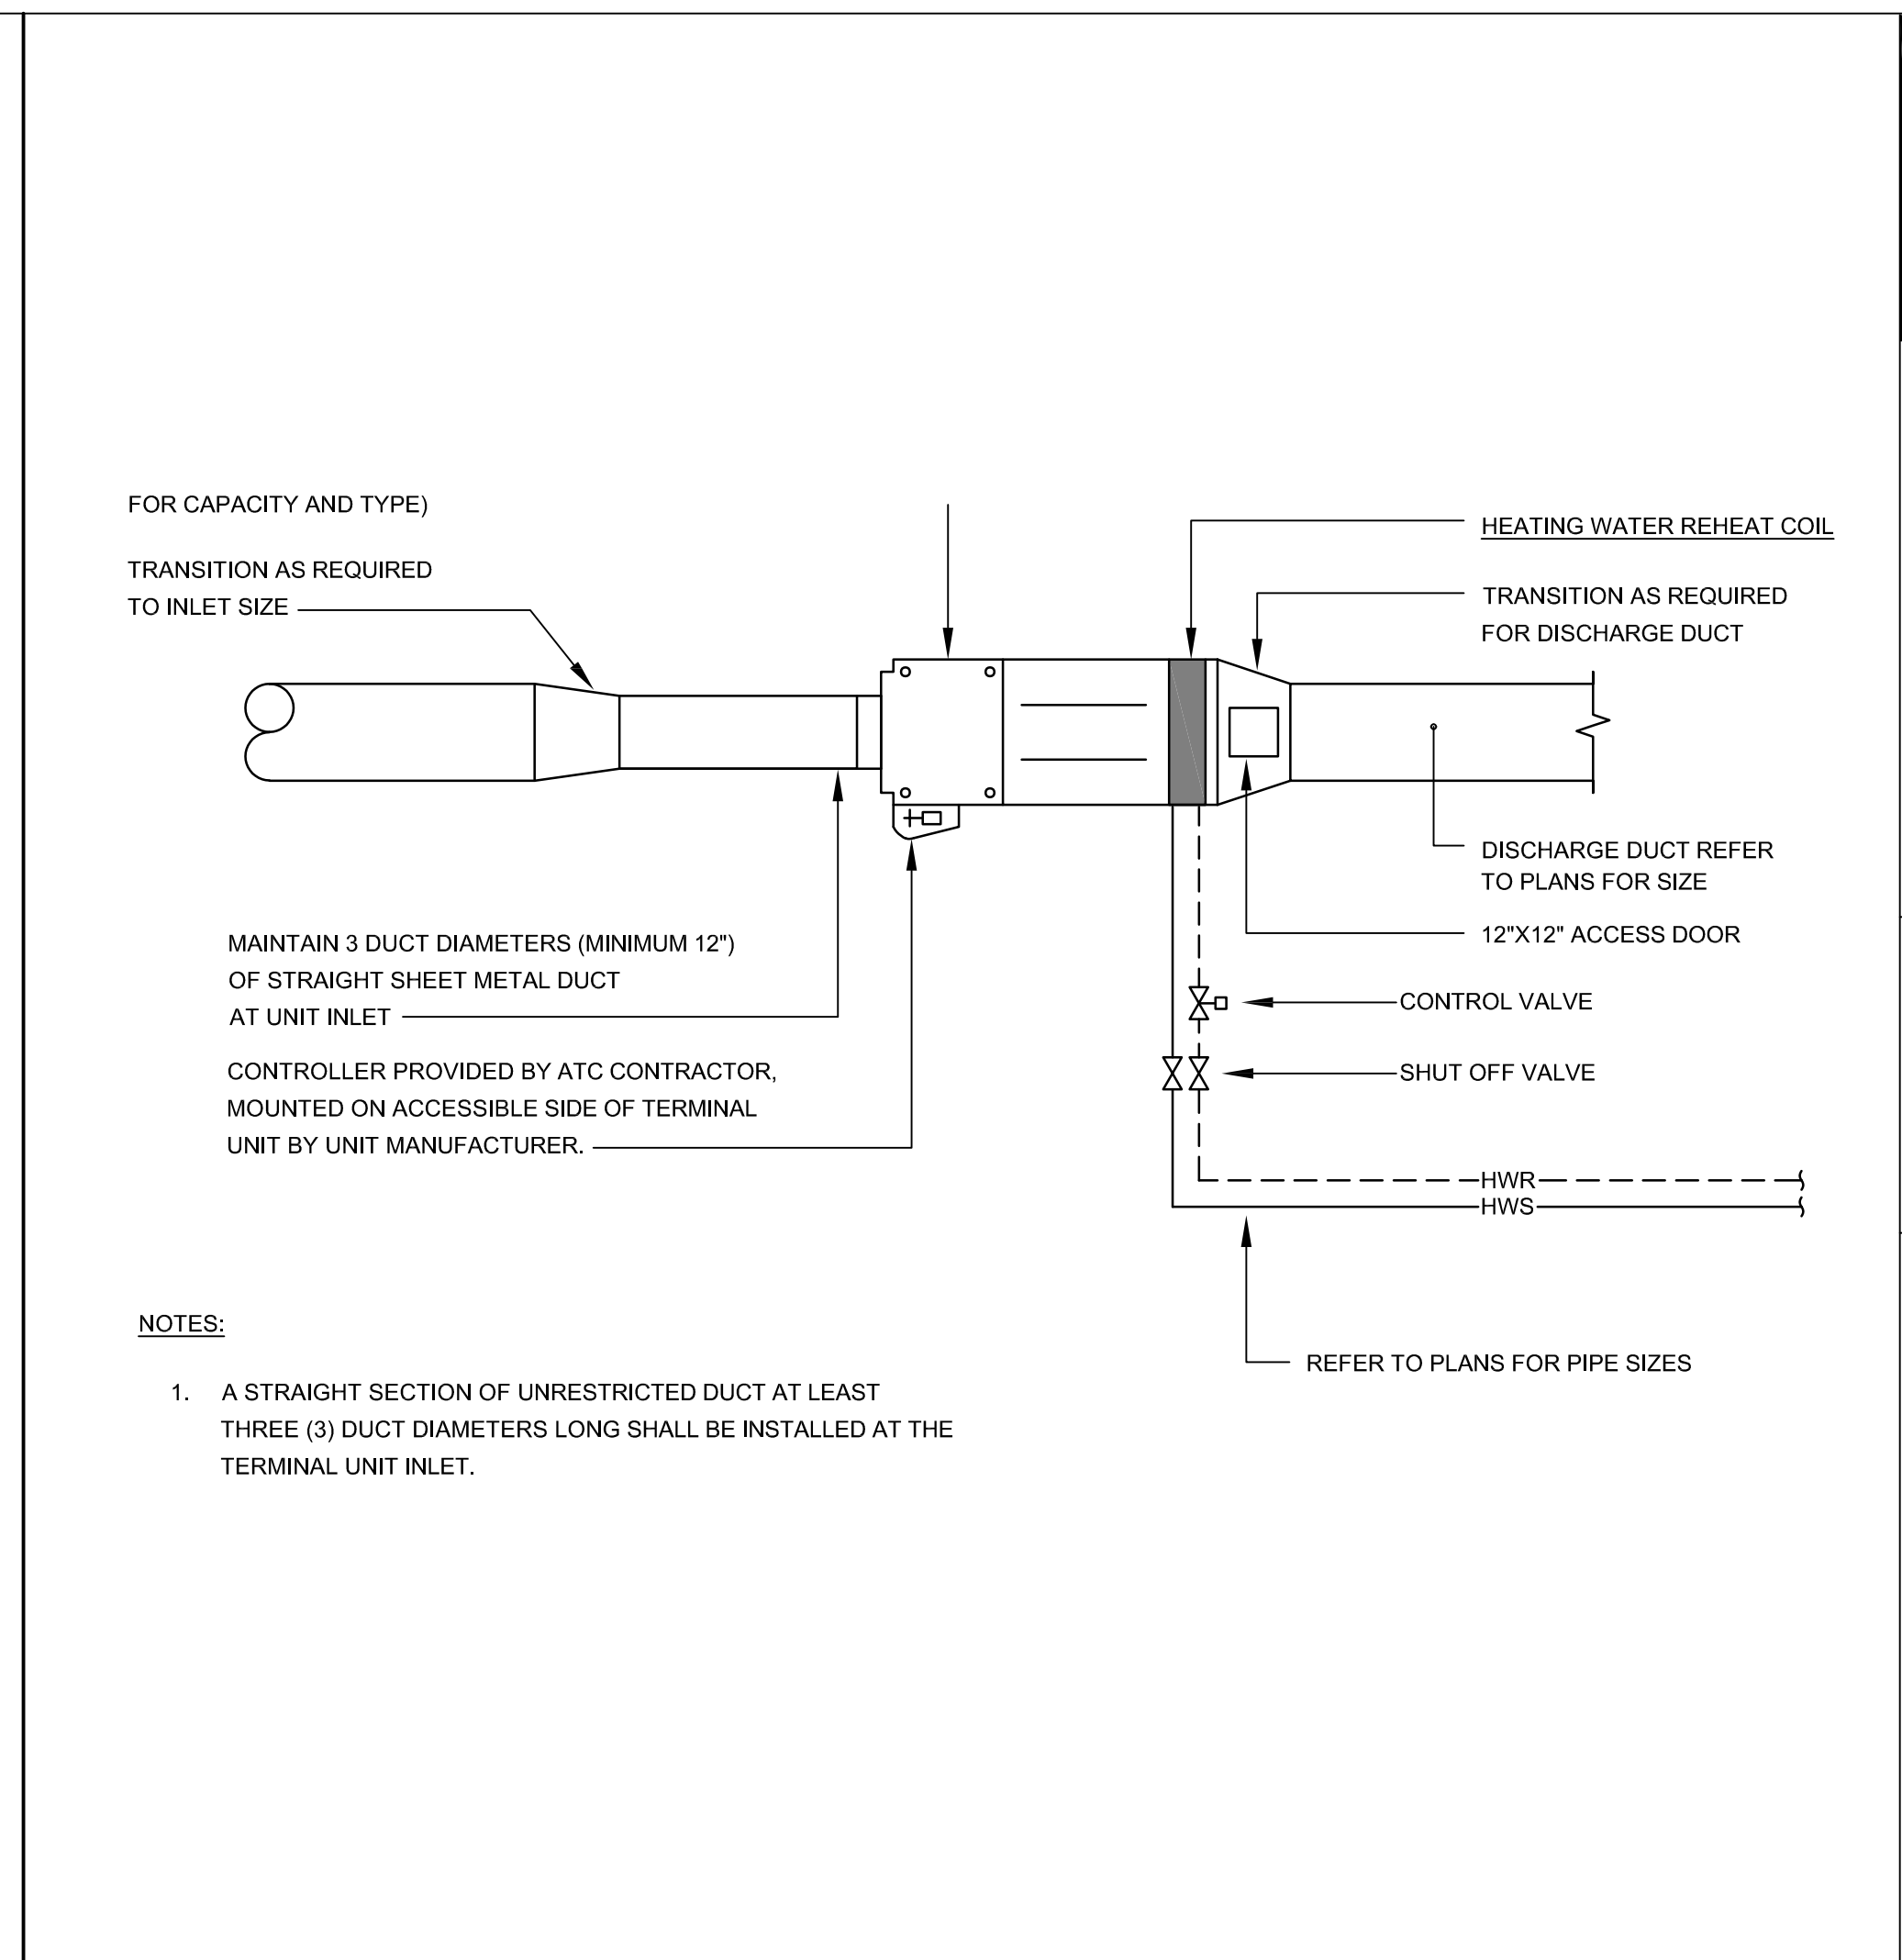 FOR CAPACITY AND TYPE)
TRANSITION AS REQUIRED
TO INLET SIZE
HEATING WATER REHEAT COIL
TRANSITION AS REQUIRED
FOR DISCHARGE DUCT
DISCHARGE DUCT REFER
TO PLANS FOR SIZE
12"X12" ACCESS DOOR
CONTROL VALVE
SHUT OFF VALVE
MAINTAIN 3 DUCT DIAMETERS (MINIMUM 12")
OF STRAIGHT SHEET METAL DUCT
AT UNIT INLET
CONTROLLER PROVIDED BY ATC CONTRACTOR,
MOUNTED ON ACCESSIBLE SIDE OF TERMINAL
UNIT BY UNIT MANUFACTURER.
HWR
HWS
REFER TO PLANS FOR PIPE SIZES
NOTES:
1. A STRAIGHT SECTION OF UNRESTRICTED DUCT AT LEAST
THREE (3) DUCT DIAMETERS LONG SHALL BE INSTALLED AT THE
TERMINAL UNIT INLET.